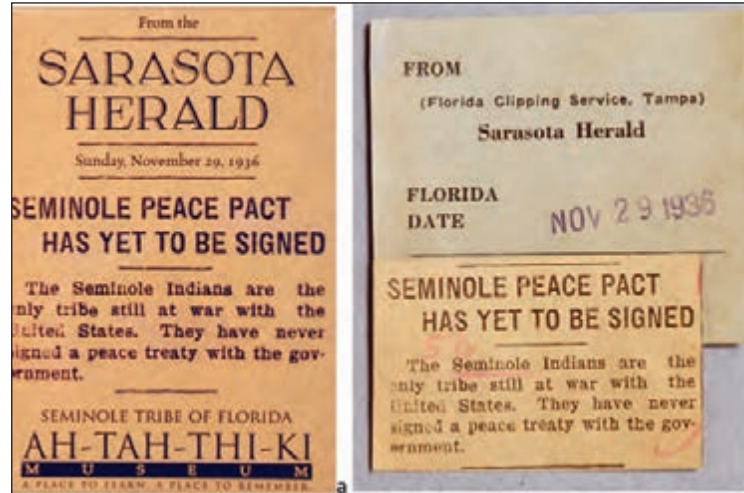 From the
SARASOTA
HERALD
Sunday, November 29, 1936
SEMINOLE PEACE PACT
HAS YET TO BE SIGNED
The Seminole Indians are the
nly tribe still at war with the
United States. They have never
signed a peace treaty with the gov-
ernment.
SEMINOLE TRIBE OF FLORIDA
AH-TAH-THI-KI
MUSEUM
A PLACE TO LEARN, A PLACE TO REMEMBER.
a
FROM
(Florida Clipping Service, Tampa)
Sarasota Herald
FLORIDA
DATE NOV 29 1936
SEMINOLE PEACE PACT
HAS YET TO BE SIGNED
The Seminole Indians are the
only tribe still at war with the
United States. They have never
signed a peace treaty with the gov-
ernment.